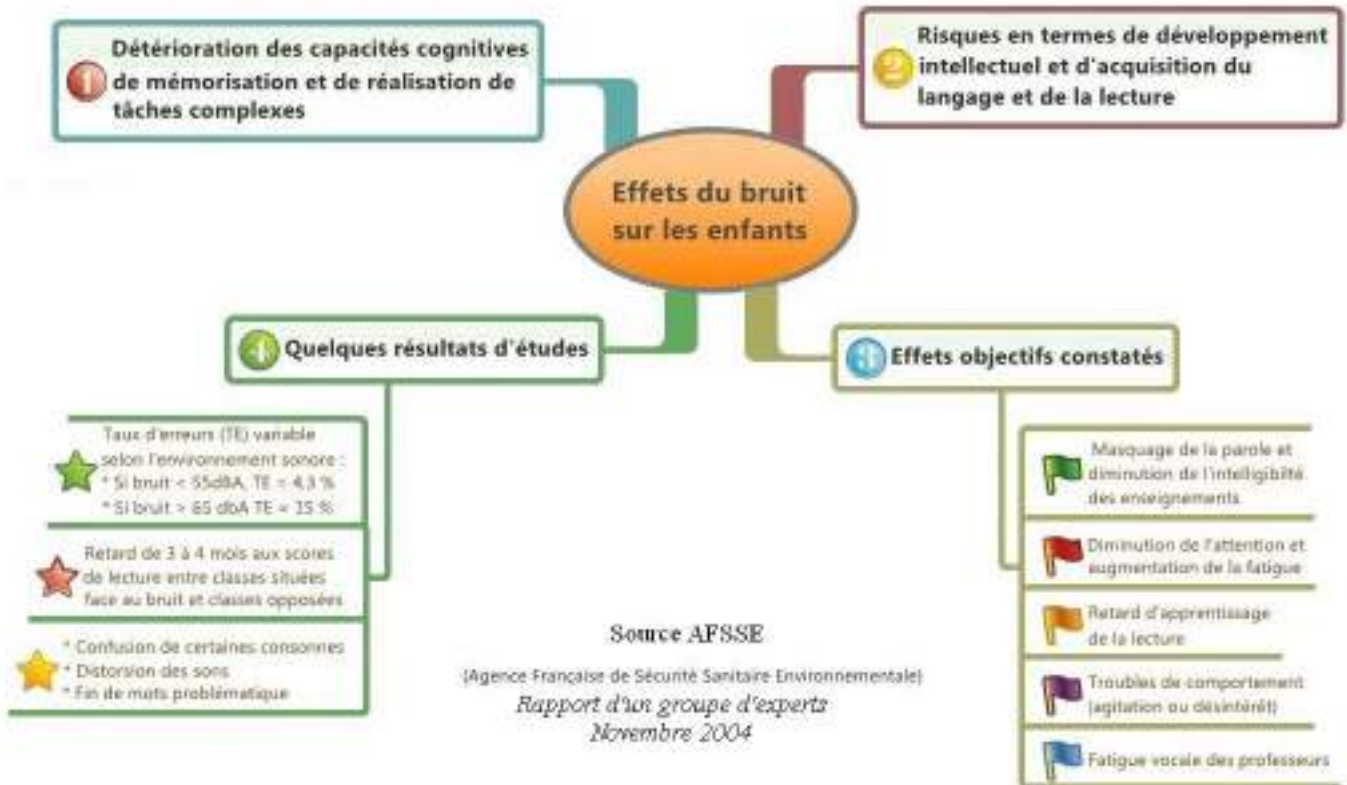 1 Détérioration des capacités cognitives
de mémorisation et de réalisation de
tâches complexes
2 Risques en termes de développement
intellectuel et d'acquisition du
langage et de la lecture
Effets du bruit
sur les enfants
4 Quelques résultats d'études
3 Effets objectifs constatés
Taux d'erreurs (TE) variable
selon l'environnement sonore :
* Si bruit < 55dBA, TE = 4.3 %
* Si bruit > 65 dbA TE = 15 %
Retard de 3 à 4 mois aux scores
de lecture entre classes situées
face au bruit et classes opposées
* Confusion de certaines consonnes
* Distorsion des sons
* Fin de mots problématique
Masquage de la parole et
diminution de l'intelligibilté
des enseignements
Diminution de l'attention et
augmentation de la fatigue
Retard d'apprentissage
de la lecture
Troubles de comportement
(agitation ou désintérêt)
Fatigue vocale des professeurs
Source AFSSE
(Agence Française de Sécurité Sanitaire Environnementale)
Rapport d'un groupe d'experts
Novembre 2004